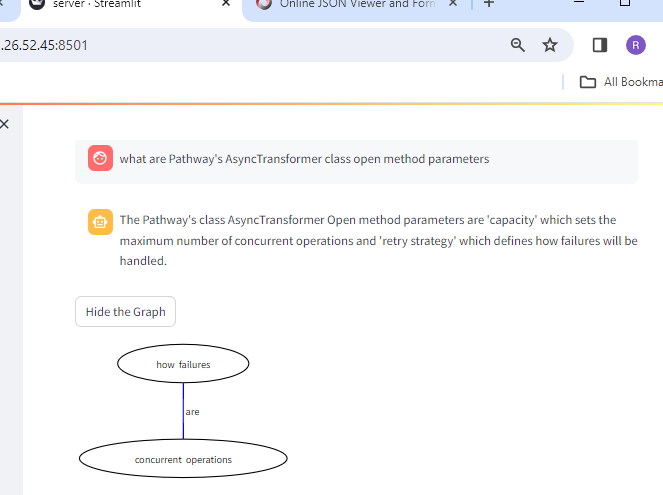 server · Streamlit
Online JSON Viewer and Form
.26.52.45:8501
R
All Bookma
what are Pathway's AsyncTransformer class open method parameters
The Pathway's class AsyncTransformer Open method parameters are 'capacity' which sets the
maximum number of concurrent operations and 'retry strategy' which defines how failures will be
handled.
Hide the Graph
how failures
are
concurrent operations